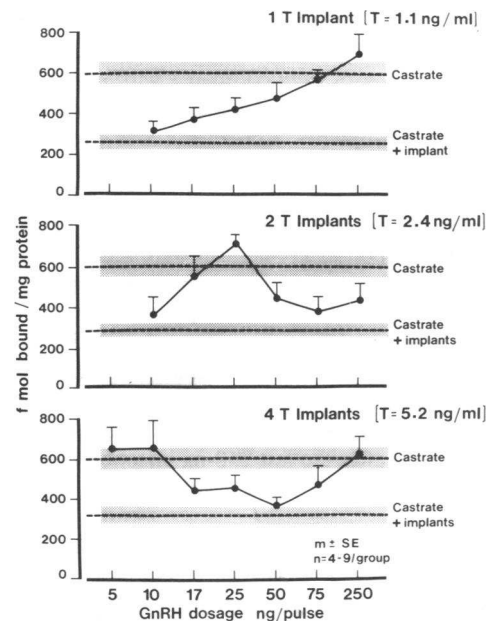 1 T Implant [T = 1.1 ng/ml]
800
600
400
200
0
Castrate
Castrate
+ implant
2 T Implants [T = 2.4 ng/ml]
800
600
400
200
0
Castrate
Castrate
+ implants
4 T Implants [T = 5.2 ng/ml]
800
600
400
200
0
Castrate
Castrate
+ implants
m ± SE
n=4-9/group
5 10 17 25 50 75 250
GnRH dosage ng/pulse
f mol bound/mg protein